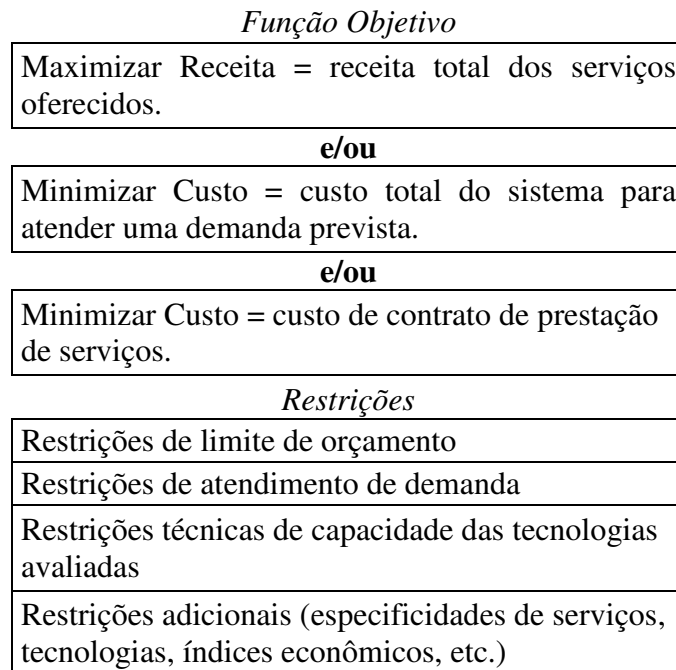 Função Objetivo
Maximizar Receita = receita total dos serviços
oferecidos.
e/ou
Minimizar Custo = custo total do sistema para
atender uma demanda prevista.
e/ou
Minimizar Custo = custo de contrato de prestação
de serviços.
Restrições
Restrições de limite de orçamento
Restrições de atendimento de demanda
Restrições técnicas de capacidade das tecnologias
avaliadas
Restrições adicionais (especificidades de serviços,
tecnologias, índices econômicos, etc.)